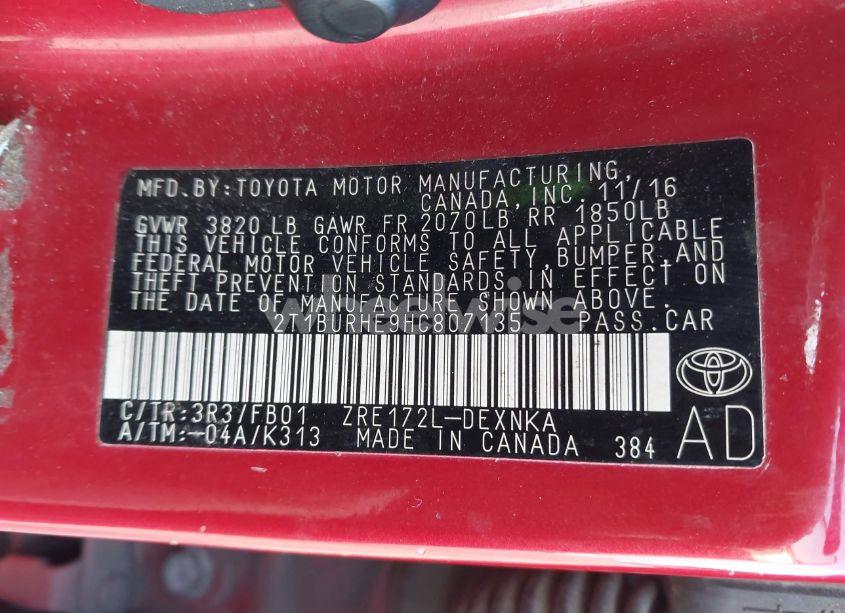 MFD. BY: TOYOTA MOTOR MANUFACTURING,
CANADA, INC. 11/16
GVWR 3820 LB GAWR FR 2070LB RR 1850LB
THIS VEHICLE CONFORMS TO ALL APPLICABLE
FEDERAL MOTOR VEHICLE SAFETY, BUMPER, AND
THEFT PREVENTION STANDARDS IN EFFECT ON
THE DATE OF MANUFACTURE SHOWN ABOVE.
PASS. CAR
C/TR: 3R3/FB01 ZRE172L-DEXNKA
A/TM: -04A/K313 MADE IN CANADA 384
AD